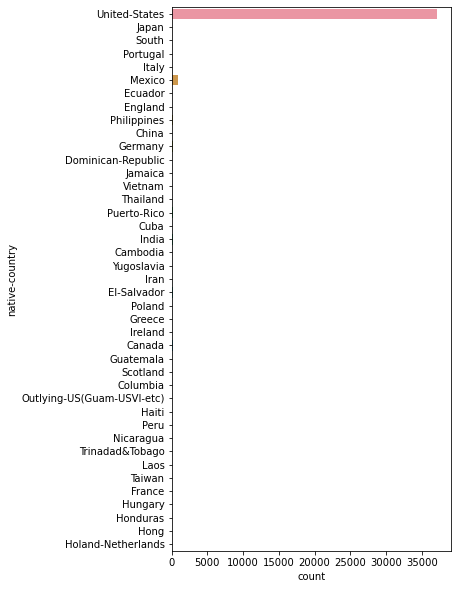 United-States
Japan
South
Portugal
Italy
Mexico
Ecuador
England
Philippines
China
Germany
Dominican-Republic
Jamaica
Vietnam
Thailand
Puerto-Rico
Cuba
India
Cambodia
Yugoslavia
Iran
El-Salvador
Poland
Greece
Ireland
Canada
Guatemala
Scotland
Columbia
Outlying-US(Guam-USVI-etc)
Haiti
Peru
Nicaragua
Trinadad&Tobago
Laos
Taiwan
France
Hungary
Honduras
Hong
Holand-Netherlands
native-country
0 5000 10000 15000 20000 25000 30000 35000
count